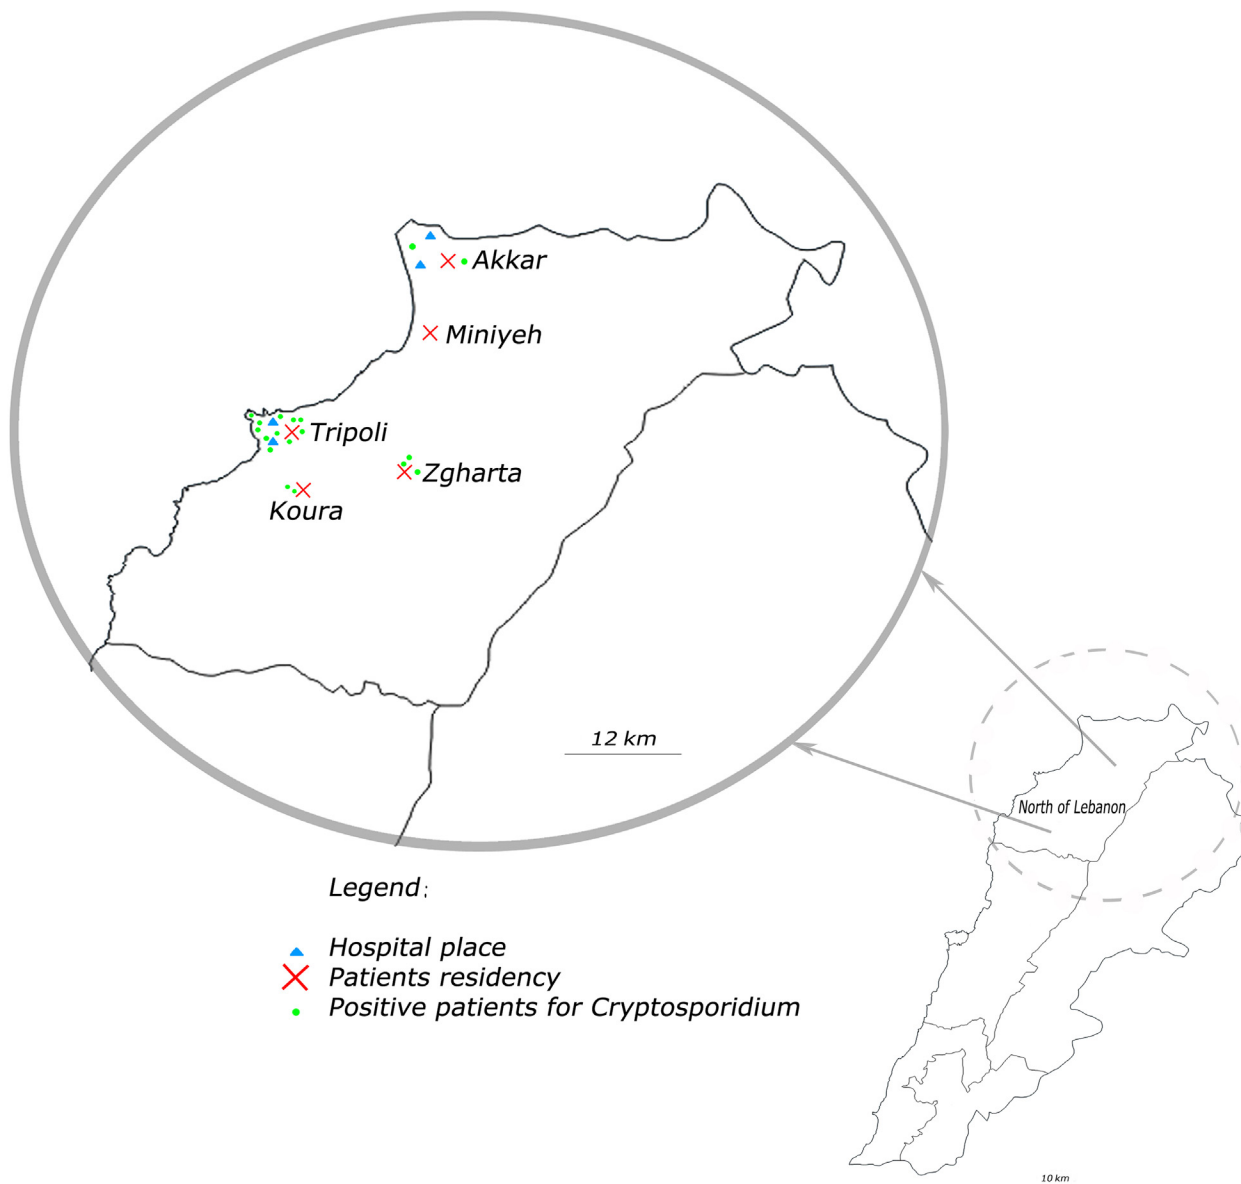 Akkar
Miniyeh
Tripoli
Zgharta
Koura
12 km
North of Lebanon
Legend;
Hospital place
Patients residency
Positive patients for Cryptosporidium
10 km